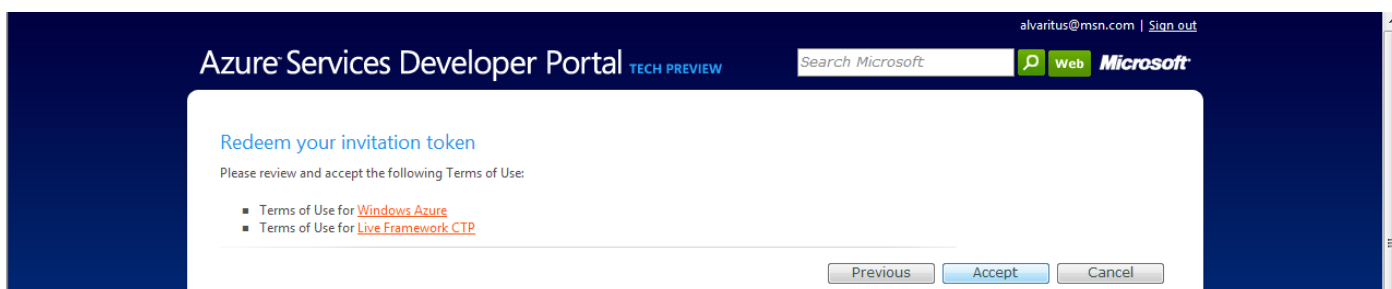 alvaritus@msn.com | Sign out
Azure Services Developer Portal TECH PREVIEW
Search Microsoft
Web
Microsoft
Redeem your invitation token
Please review and accept the following Terms of Use:
Terms of Use for Windows Azure
Terms of Use for Live Framework CTP
Previous
Accept
Cancel